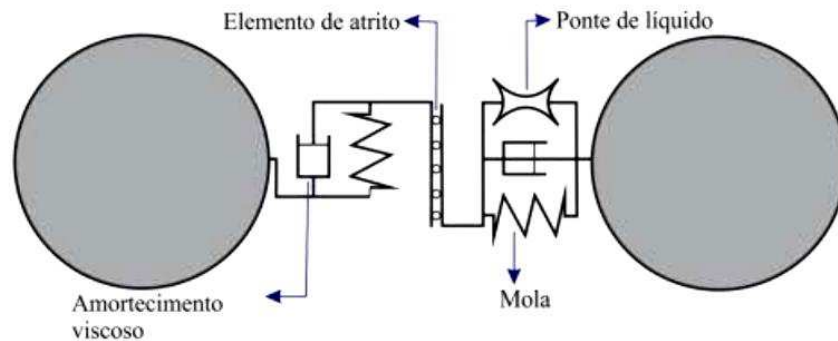 Elemento de atrito
Ponte de líquido
Amortecimento
viscoso
Mola